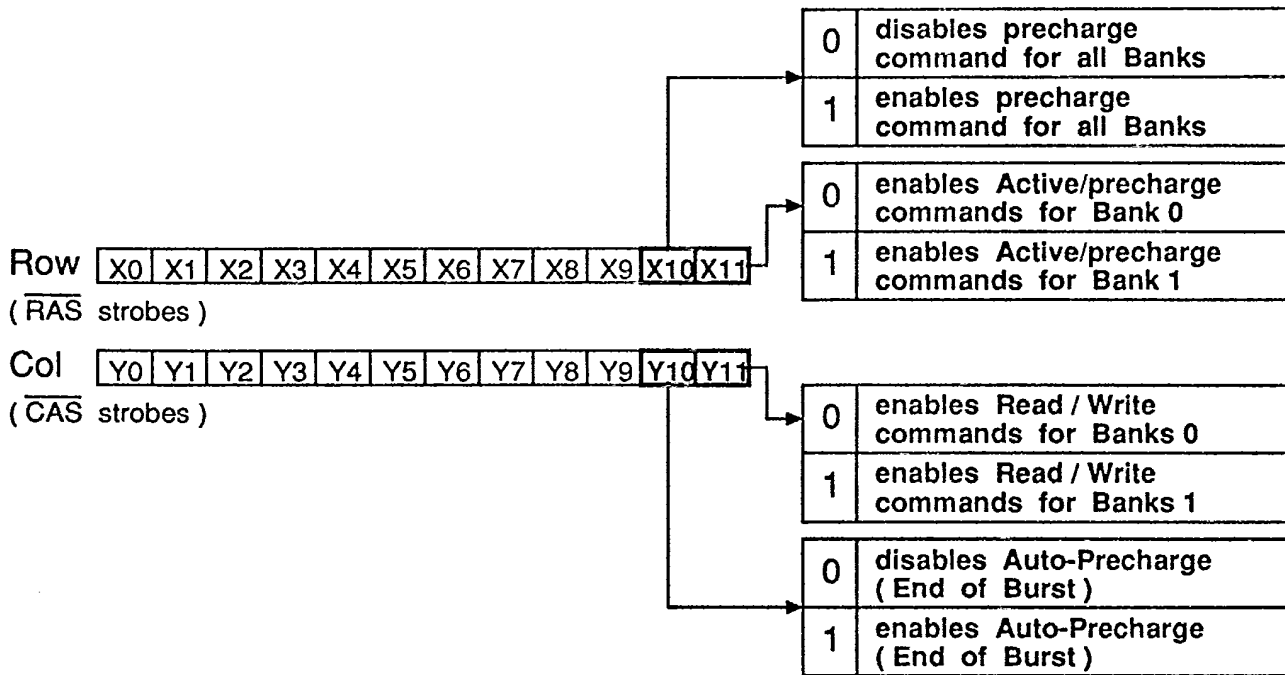 0 disables precharge
command for all Banks
1 enables precharge
command for all Banks
0 enables Active/precharge
commands for Bank 0
1 enables Active/precharge
commands for Bank 1
Row X0 X1 X2 X3 X4 X5 X6 X7 X8 X9 X10 X11
( RAS strobes )
Col Y0 Y1 Y2 Y3 Y4 Y5 Y6 Y7 Y8 Y9 Y10 Y11
( CAS strobes )
0 enables Read / Write
commands for Banks 0
1 enables Read / Write
commands for Banks 1
0 disables Auto-Precharge
( End of Burst )
1 enables Auto-Precharge
( End of Burst )